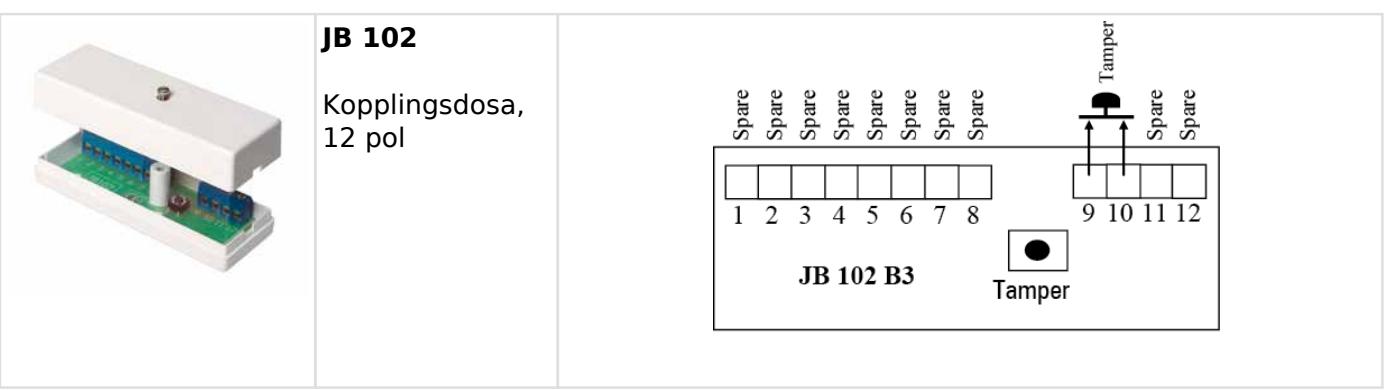 JB 102
Kopplingsdosa,
12 pol
Tamper
Spare Spare Spare Spare Spare Spare Spare Spare Spare Spare
1 2 3 4 5 6 7 8 9 10 11 12
JB 102 B3
Tamper